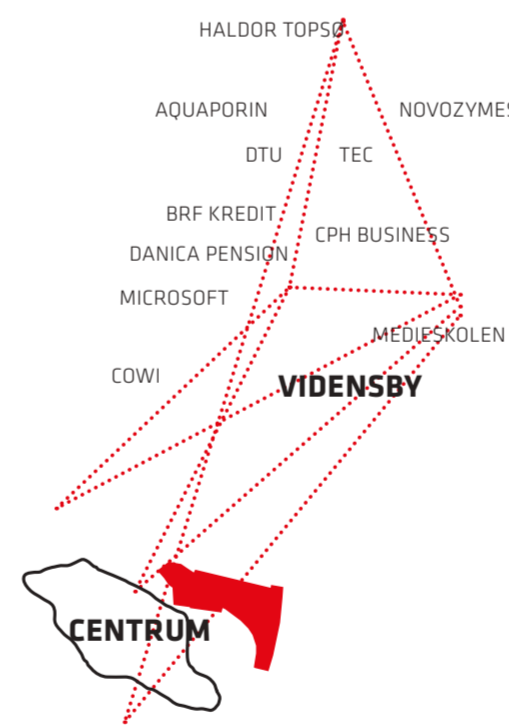 HALDOR TOPSØ
AQUAPORIN
NOVOZYMES
DTU
TEC
BRF KREDIT
CPH BUSINESS
DANICA PENSION
MICROSOFT
MEDIESKOLEN
COWI
VIDENSBY
CENTRUM